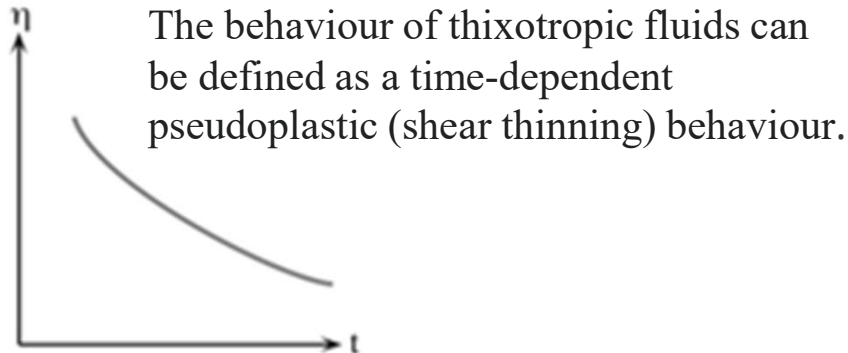 η
The behaviour of thixotropic fluids can
be defined as a time-dependent
pseudoplastic (shear thinning) behaviour.
t